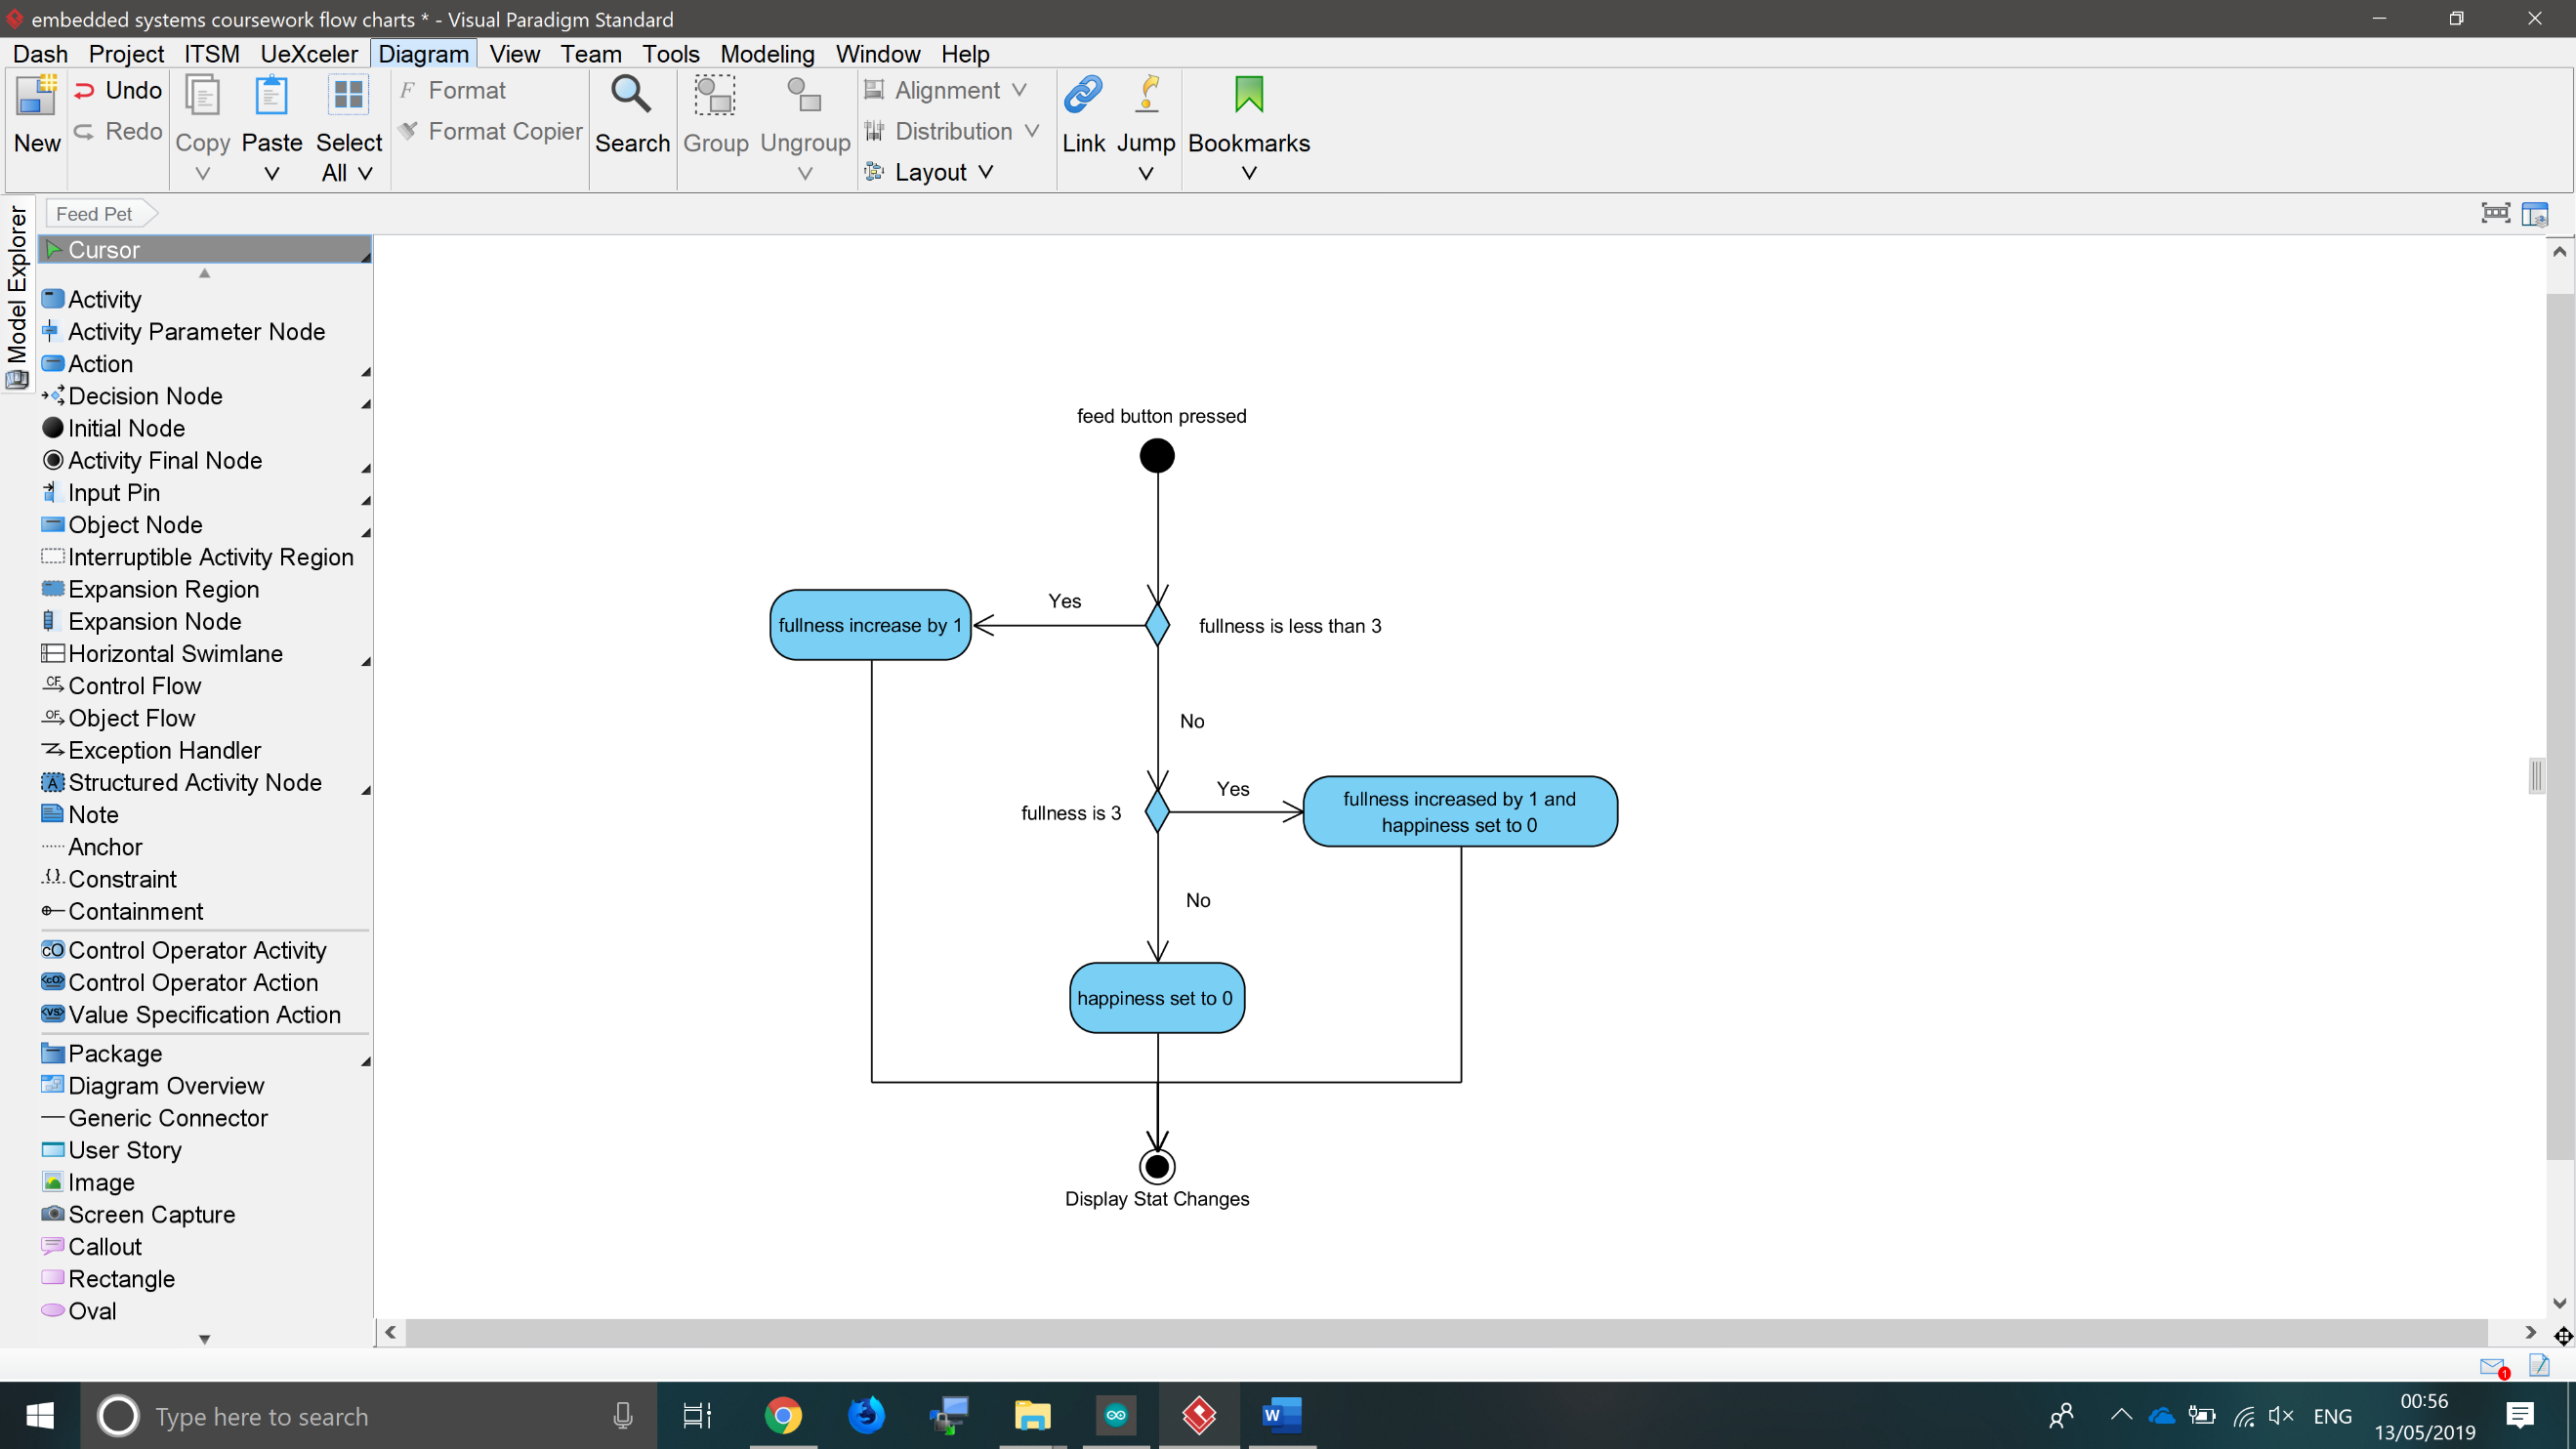 embedded systems coursework flow charts * - Visual Paradigm Standard
Dash Project ITSM UeXceler Diagram View Team Tools Modeling Window Help
New
Undo
Redo
Copy
Paste
Select
All
Format
Format Copier
Search
Group
Ungroup
Alignment
Distribution
Layout
Link
Jump
Bookmarks
Model Explorer
Feed Pet
Cursor
Activity
Activity Parameter Node
Action
Decision Node
Initial Node
Activity Final Node
Input Pin
Object Node
Interruptible Activity Region
Expansion Region
Expansion Node
Horizontal Swimlane
CF Control Flow
OF Object Flow
Exception Handler
A Structured Activity Node
Note
Anchor
Constraint
Containment
cO Control Operator Activity
«cO» Control Operator Action
«VS» Value Specification Action
Package
Diagram Overview
Generic Connector
User Story
Image
Screen Capture
Callout
Rectangle
Oval
feed button pressed
fullness increase by 1
Yes
fullness is less than 3
No
fullness is 3
Yes
fullness increased by 1 and
happiness set to 0
No
happiness set to 0
Display Stat Changes
1
Type here to search
W
ENG
00:56
13/05/2019